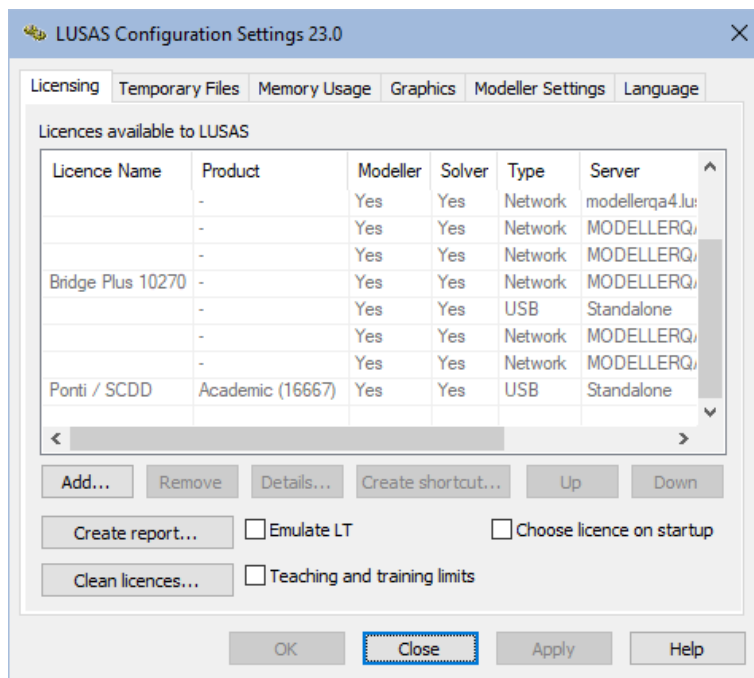 LUSAS Configuration Settings 23.0
Licensing Temporary Files Memory Usage Graphics Modeller Settings Language
Licences available to LUSAS
Licence Name Product Modeller Solver Type Server
- Yes Yes Network modellerqa4.lu
- Yes Yes Network MODELLERQ
- Yes Yes Network MODELLERQ
Bridge Plus 10270 - Yes Yes Network MODELLERQ
- Yes Yes USB Standalone
- Yes Yes Network MODELLERQ
- Yes Yes Network MODELLERQ
Ponti / SCDD Academic (16667) Yes Yes USB Standalone
Add... Remove Details... Create shortcut... Up Down
Create report... Emulate LT Choose licence on startup
Clean licences... Teaching and training limits
OK Close Apply Help